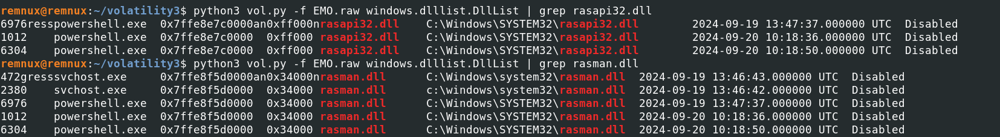 remnux@remnux:~/volatility3$ python3 vol.py -f EMO.raw windows.dlllist.DllList | grep rasapi32.dll
6976resspowershell.exe  0x7ffe8e7c0000an0xff000nrasapi32.dll    C:\Windows\SYSTEM32\rasapi32.dll        2024-09-19 13:47:37.000000 UTC  Disabled
1012    powershell.exe  0x7ffe8e7c0000  0xff000 rasapi32.dll    C:\Windows\SYSTEM32\rasapi32.dll        2024-09-20 10:18:36.000000 UTC  Disabled
6304    powershell.exe  0x7ffe8e7c0000  0xff000 rasapi32.dll    C:\Windows\SYSTEM32\rasapi32.dll        2024-09-20 10:18:50.000000 UTC  Disabled
remnux@remnux:~/volatility3$ python3 vol.py -f EMO.raw windows.dlllist.DllList | grep rasman.dll
472gresssvchost.exe     0x7ffe8f5d0000an0x34000nrasman.dll      C:\Windows\system32\rasman.dll  2024-09-19 13:46:43.000000 UTC  Disabled
2380    svchost.exe     0x7ffe8f5d0000  0x34000 rasman.dll      c:\windows\system32\rasman.dll  2024-09-19 13:46:42.000000 UTC  Disabled
6976    powershell.exe  0x7ffe8f5d0000  0x34000 rasman.dll      C:\Windows\SYSTEM32\rasman.dll  2024-09-19 13:47:37.000000 UTC  Disabled
1012    powershell.exe  0x7ffe8f5d0000  0x34000 rasman.dll      C:\Windows\SYSTEM32\rasman.dll  2024-09-20 10:18:36.000000 UTC  Disabled
6304    powershell.exe  0x7ffe8f5d0000  0x34000 rasman.dll      C:\Windows\SYSTEM32\rasman.dll  2024-09-20 10:18:50.000000 UTC  Disabled